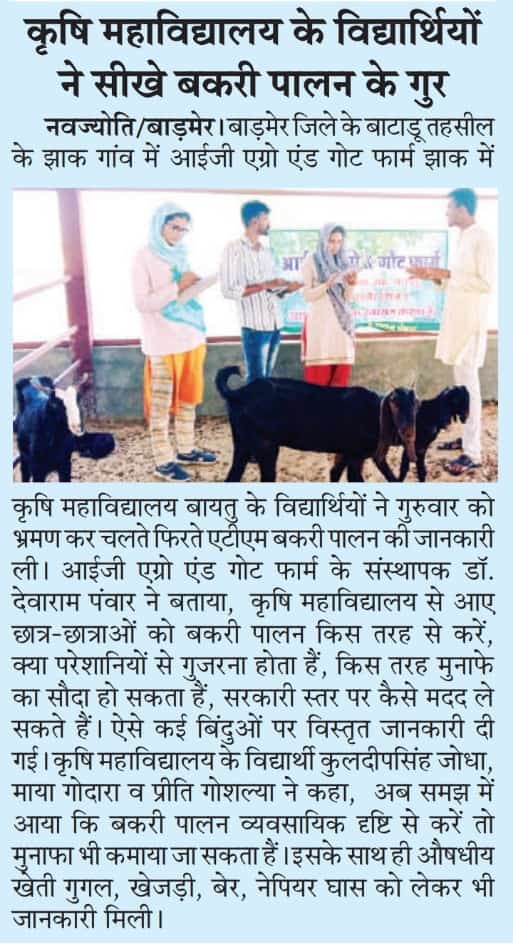 कृषि महाविद्यालय के विद्यार्थियों
ने सीखे बकरी पालन के गुर
नवज्योति/बाड़मेर। बाड़मेर जिले के बाटाडू तहसील
के झाक गांव में आईजी एग्रो एंड गोट फार्म झाक में
आई
& गौट फार्म
कृषि महाविद्यालय बायतु के विद्यार्थियों ने गुरुवार को
भ्रमण कर चलते फिरते एटीएम बकरी पालन की जानकारी
ली। आईजी एग्रो एंड गोट फार्म के संस्थापक डॉ.
देवाराम पंवार ने बताया, कृषि महाविद्यालय से आए
छात्र-छात्राओं को बकरी पालन किस तरह से करें,
क्या परेशानियों से गुजरना होता हैं, किस तरह मुनाफे
का सौदा हो सकता हैं, सरकारी स्तर पर कैसे मदद ले
सकते हैं। ऐसे कई बिंदुओं पर विस्तृत जानकारी दी
गई। कृषि महाविद्यालय के विद्यार्थी कुलदीपसिंह जोधा,
माया गोदारा व प्रीति गोशल्या ने कहा, अब समझ में
आया कि बकरी पालन व्यवसायिक दृष्टि से करें तो
मुनाफा भी कमाया जा सकता हैं। इसके साथ ही औषधीय
खेती गुगल, खेजड़ी, बेर, नेपियर घास को लेकर भी
जानकारी मिली।